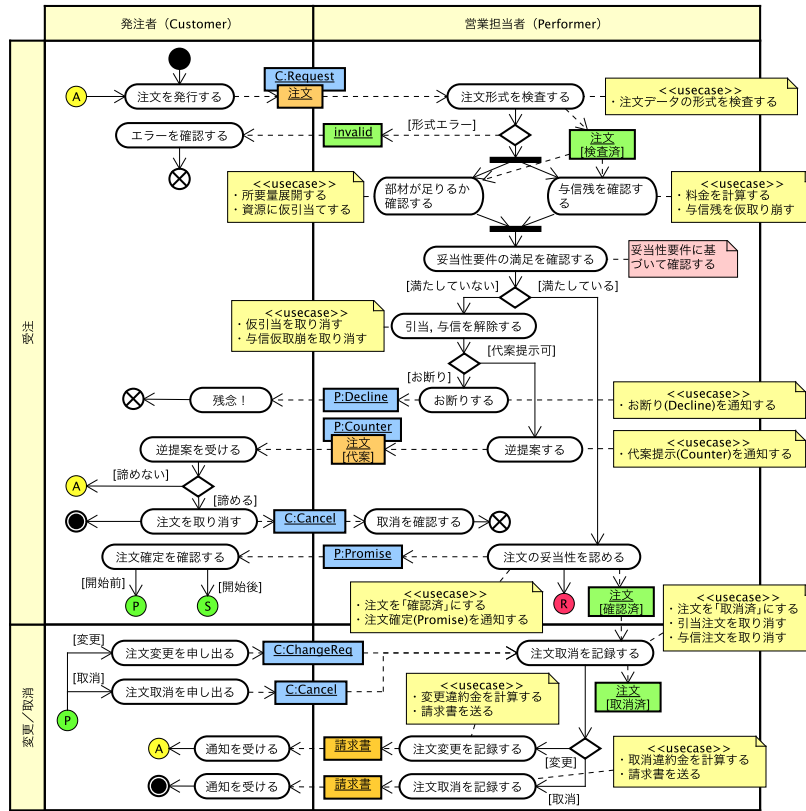 発注者（Customer）
営業担当者（Performer）
受注
A
注文を発行する
C:Request
注文
注文形式を検査する
<<usecase>>
・注文データの形式を検査する
エラーを確認する
invalid
[形式エラー]
注文
[検査済]
<<usecase>>
・所要量展開する
・資源に仮引当てする
部材が足りるか
確認する
与信残を確認す
る
<<usecase>>
・料金を計算する
・与信残を仮取り崩す
妥当性要件の満足を確認する
妥当性要件に基
づいて確認する
[満たしていない]
[満たしている]
<<usecase>>
・仮引当を取り消す
・与信仮取崩を取り消す
引当, 与信を解除する
[代案提示可]
[お断り]
残念！
P:Decline
お断りする
<<usecase>>
・お断り(Decline)を通知する
逆提案を受ける
P:Counter
注文
[代案]
逆提案する
<<usecase>>
・代案提示(Counter)を通知する
[諦めない]
A
[諦める]
注文を取り消す
C:Cancel
取消を確認する
注文確定を確認する
P:Promise
注文の妥当性を認める
[開始前]
[開始後]
P
S
<<usecase>>
・注文を｢確認済｣にする
・注文確定(Promise)を通知する
R
注文
[確認済]
<<usecase>>
・注文を｢取消済｣にする
・引当注文を取り消す
・与信注文を取り消す
変更／取消
[変更]
注文変更を申し出る
C:ChangeReq
注文取消を記録する
[取消]
注文取消を申し出る
C:Cancel
注文
[取消済]
P
<<usecase>>
・変更違約金を計算する
・請求書を送る
A
通知を受ける
請求書
注文変更を記録する
[変更]
<<usecase>>
・取消違約金を計算する
・請求書を送る
通知を受ける
請求書
注文取消を記録する
[取消]